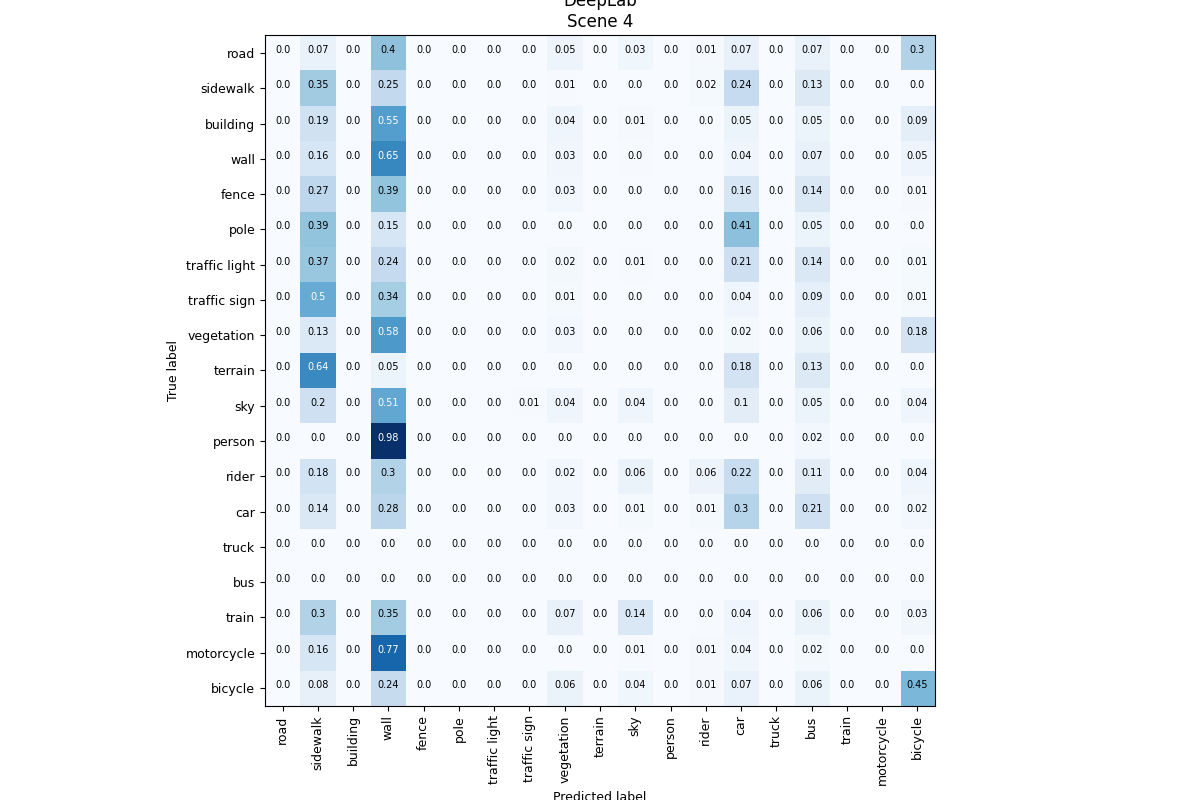 DeepLab
Scene 4
road 0.0 0.07 0.0 0.4 0.0 0.0 0.0 0.0 0.05 0.0 0.03 0.0 0.01 0.07 0.0 0.07 0.0 0.0 0.3
sidewalk 0.0 0.35 0.0 0.25 0.0 0.0 0.0 0.0 0.01 0.0 0.0 0.0 0.02 0.24 0.0 0.13 0.0 0.0 0.0
building 0.0 0.19 0.0 0.55 0.0 0.0 0.0 0.0 0.04 0.0 0.01 0.0 0.0 0.05 0.0 0.05 0.0 0.0 0.09
wall 0.0 0.16 0.0 0.65 0.0 0.0 0.0 0.0 0.03 0.0 0.0 0.0 0.0 0.04 0.0 0.07 0.0 0.0 0.05
fence 0.0 0.27 0.0 0.39 0.0 0.0 0.0 0.0 0.03 0.0 0.0 0.0 0.0 0.16 0.0 0.14 0.0 0.0 0.01
pole 0.0 0.39 0.0 0.15 0.0 0.0 0.0 0.0 0.0 0.0 0.0 0.0 0.0 0.41 0.0 0.05 0.0 0.0 0.0
traffic light 0.0 0.37 0.0 0.24 0.0 0.0 0.0 0.0 0.02 0.0 0.01 0.0 0.0 0.21 0.0 0.14 0.0 0.0 0.01
traffic sign 0.0 0.5 0.0 0.34 0.0 0.0 0.0 0.0 0.01 0.0 0.0 0.0 0.0 0.04 0.0 0.09 0.0 0.0 0.01
vegetation 0.0 0.13 0.0 0.58 0.0 0.0 0.0 0.0 0.03 0.0 0.0 0.0 0.0 0.02 0.0 0.06 0.0 0.0 0.18
terrain 0.0 0.64 0.0 0.05 0.0 0.0 0.0 0.0 0.0 0.0 0.0 0.0 0.0 0.18 0.0 0.13 0.0 0.0 0.0
sky 0.0 0.2 0.0 0.51 0.0 0.0 0.0 0.01 0.04 0.0 0.04 0.0 0.0 0.1 0.0 0.05 0.0 0.0 0.04
person 0.0 0.0 0.0 0.98 0.0 0.0 0.0 0.0 0.0 0.0 0.0 0.0 0.0 0.0 0.0 0.02 0.0 0.0 0.0
rider 0.0 0.18 0.0 0.3 0.0 0.0 0.0 0.0 0.02 0.0 0.06 0.0 0.06 0.22 0.0 0.11 0.0 0.0 0.04
car 0.0 0.14 0.0 0.28 0.0 0.0 0.0 0.0 0.03 0.0 0.01 0.0 0.01 0.3 0.0 0.21 0.0 0.0 0.02
truck 0.0 0.0 0.0 0.0 0.0 0.0 0.0 0.0 0.0 0.0 0.0 0.0 0.0 0.0 0.0 0.0 0.0 0.0 0.0
bus 0.0 0.0 0.0 0.0 0.0 0.0 0.0 0.0 0.0 0.0 0.0 0.0 0.0 0.0 0.0 0.0 0.0 0.0 0.0
train 0.0 0.3 0.0 0.35 0.0 0.0 0.0 0.0 0.07 0.0 0.14 0.0 0.0 0.04 0.0 0.06 0.0 0.0 0.03
motorcycle 0.0 0.16 0.0 0.77 0.0 0.0 0.0 0.0 0.0 0.0 0.01 0.0 0.01 0.04 0.0 0.02 0.0 0.0 0.0
bicycle 0.0 0.08 0.0 0.24 0.0 0.0 0.0 0.0 0.06 0.0 0.04 0.0 0.01 0.07 0.0 0.06 0.0 0.0 0.45
True label
road sidewalk building wall fence pole traffic light traffic sign vegetation terrain sky person rider car truck bus train motorcycle bicycle
Predicted label